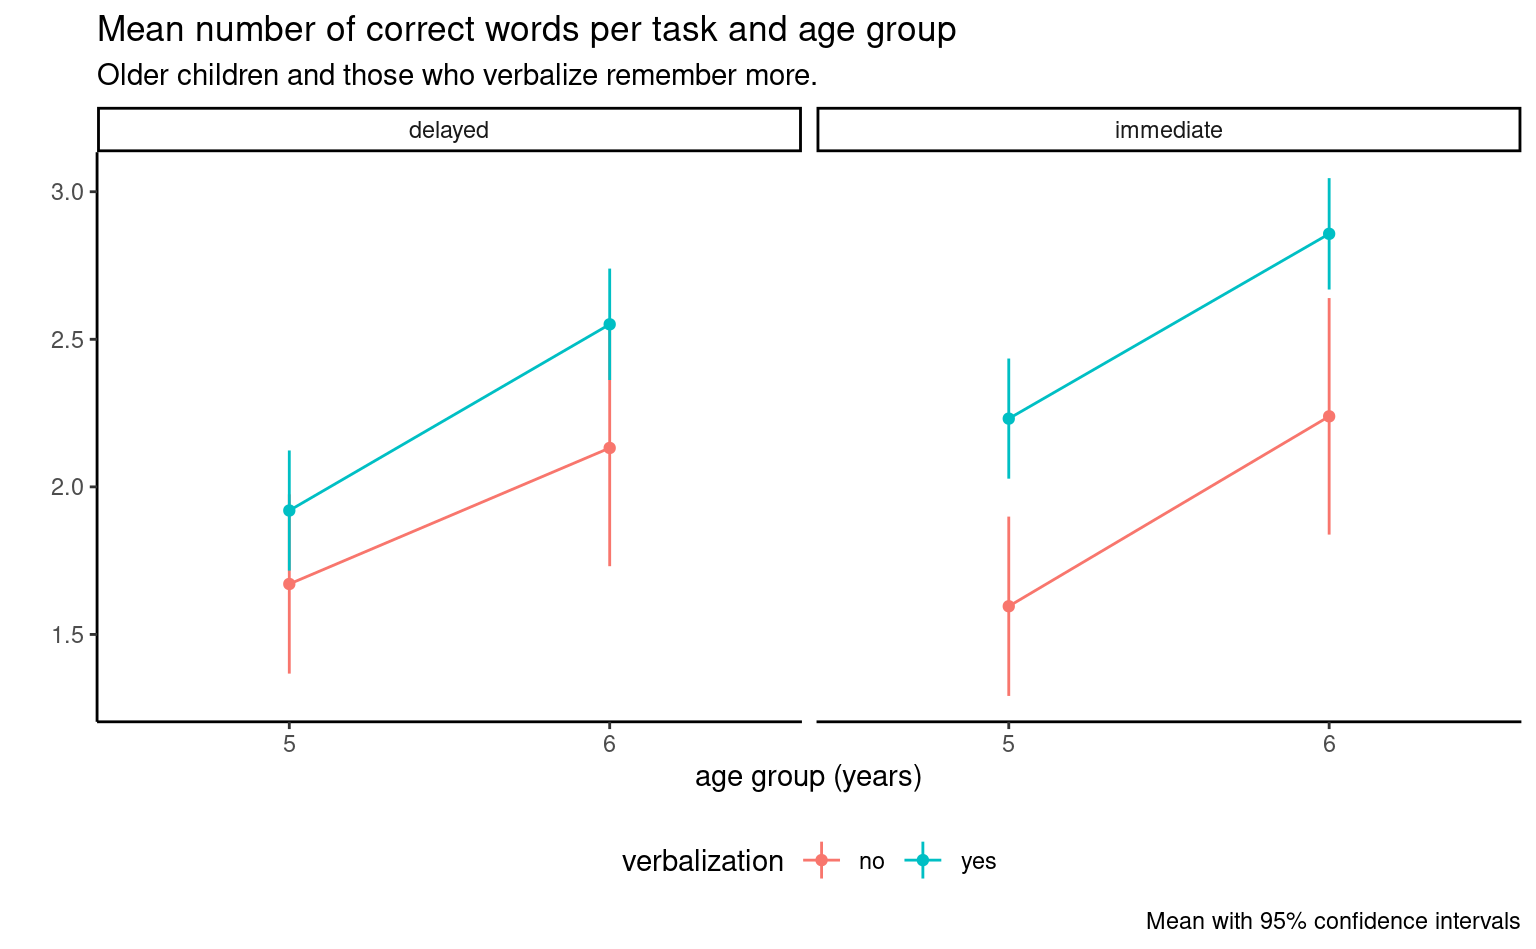 Mean number of correct words per task and age group
Older children and those who verbalize remember more.
delayed
immediate
3.0
2.5
2.0
1.5
5
6
5
6
age group (years)
verbalization no yes
Mean with 95% confidence intervals